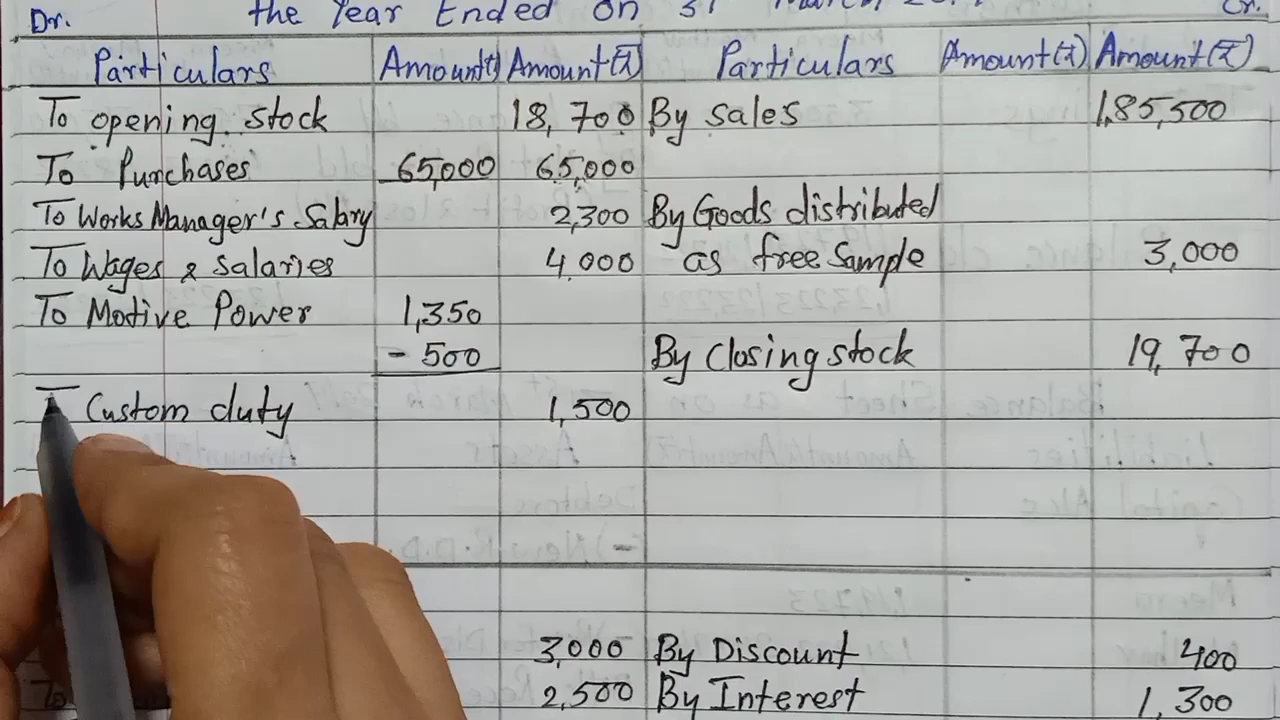 Dr. the Year Ended On 31 March, Cr.
Particulars Amount(₹) Amount(₹) Particulars Amount(₹) Amount(₹)
To opening stock 18,700 By Sales 1,85,500
To Purchases 65,000 65,000
To Works Manager's Salary 2,300 By Goods distributed
To Wages & Salaries 4,000 as free Sample 3,000
To Motive Power 1,350
- 500 By Closing stock 19,700
Custom duty 1,500
3,000 By Discount 400
To 2,500 By Interest 1,300